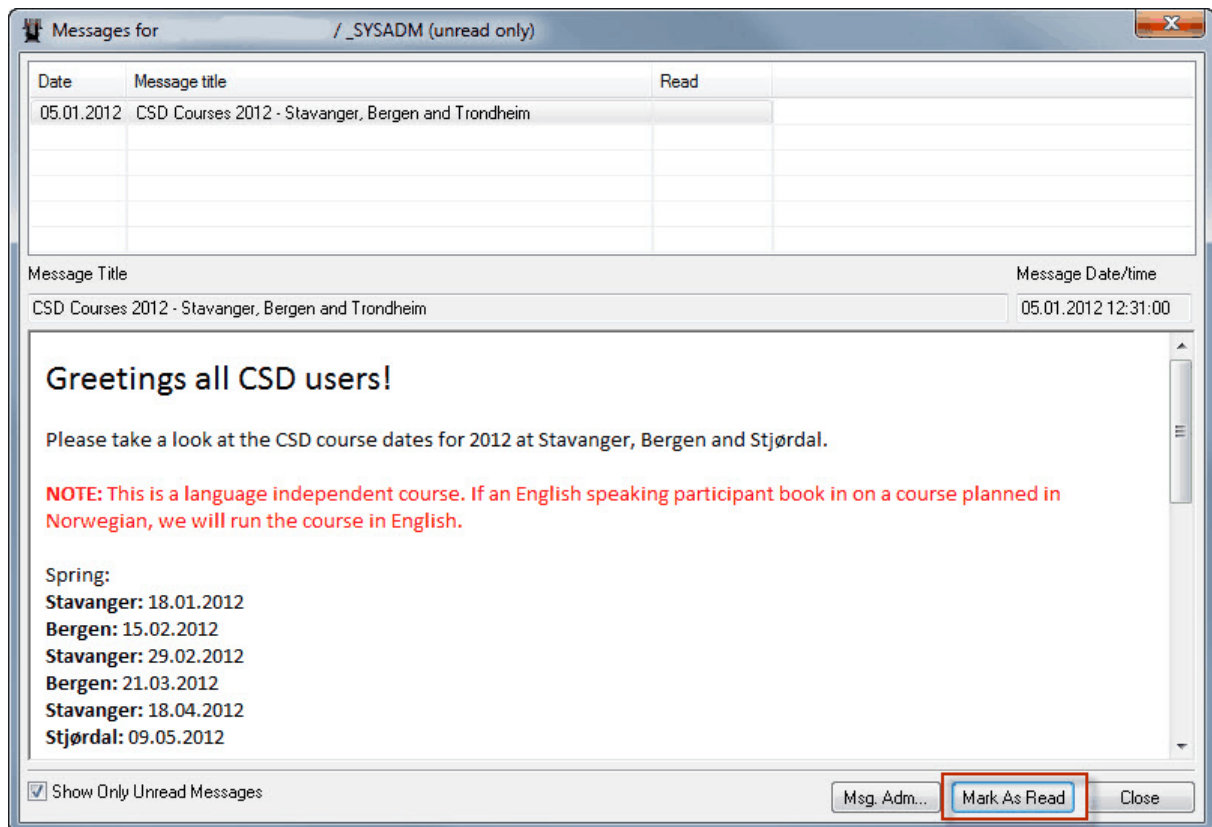 Messages for / _SYSADM (unread only)
Date Message title Read
05.01.2012 CSD Courses 2012 - Stavanger, Bergen and Trondheim
Message Title Message Date/time
CSD Courses 2012 - Stavanger, Bergen and Trondheim 05.01.2012 12:31:00
Greetings all CSD users!
Please take a look at the CSD course dates for 2012 at Stavanger, Bergen and Stjørdal.
NOTE: This is a language independent course. If an English speaking participant book in on a course planned in
Norwegian, we will run the course in English.
Spring:
Stavanger: 18.01.2012
Bergen: 15.02.2012
Stavanger: 29.02.2012
Bergen: 21.03.2012
Stavanger: 18.04.2012
Stjørdal: 09.05.2012
Show Only Unread Messages Msg. Adm... Mark As Read Close